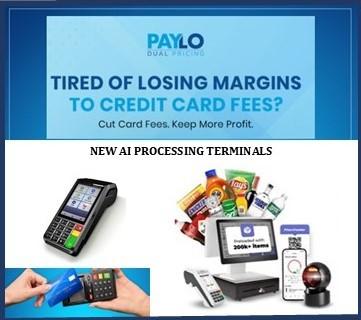 PAYLO
DUAL PRICING
TIRED OF LOSING MARGINS
TO CREDIT CARD FEES?
Cut Card Fees. Keep More Profit.
NEW AI PROCESSING TERMINALS
Lay's
Preloaded with
200k+ items